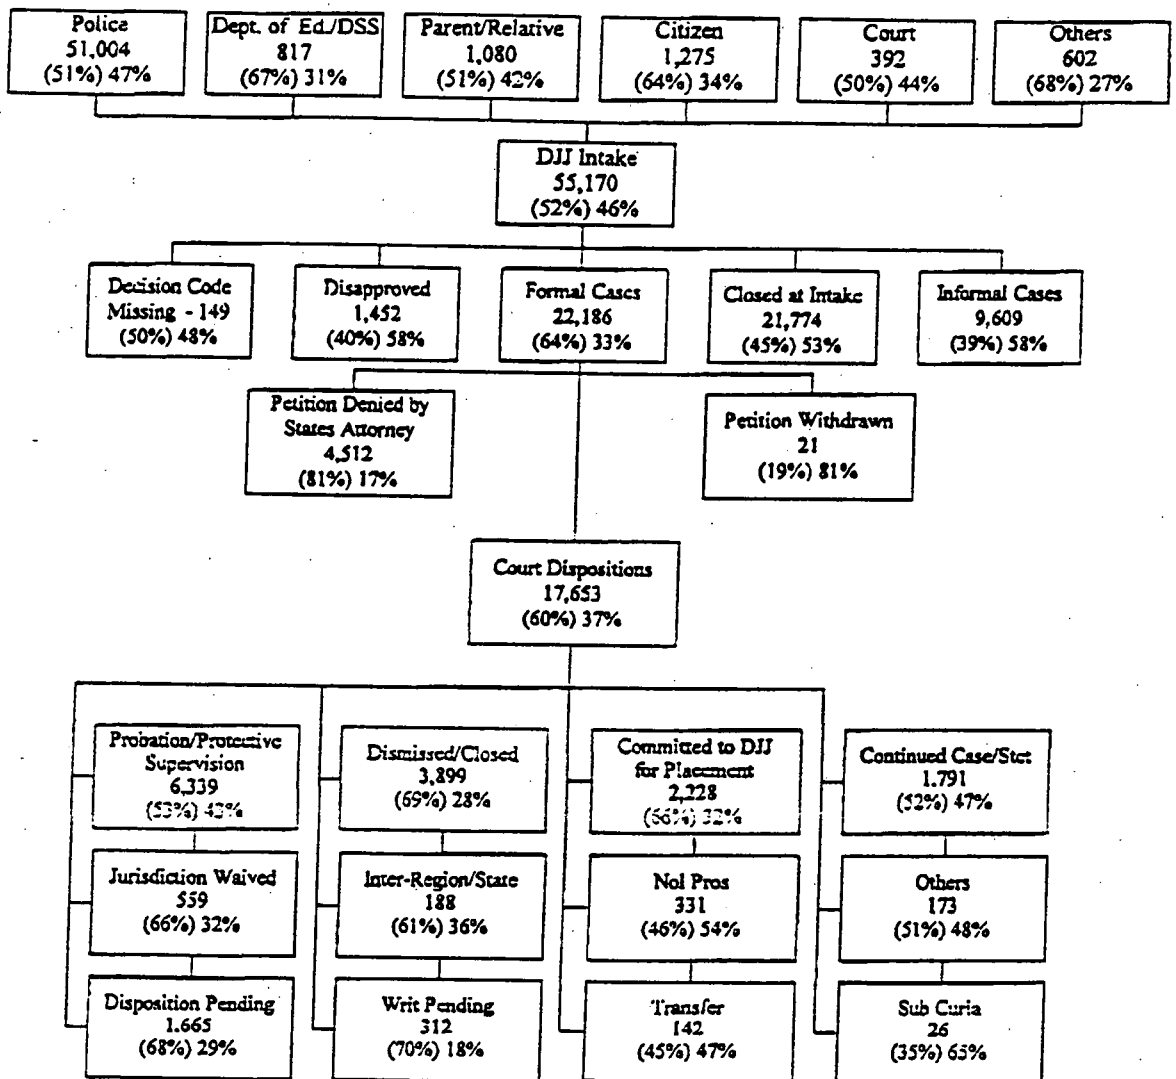 Police
51,004
(51%) 47%
Dept. of Ed./DSS
817
(67%) 31%
Parent/Relative
1,080
(51%) 42%
Citizen
1,275
(64%) 34%
Court
392
(50%) 44%
Others
602
(68%) 27%
DJJ Intake
55,170
(52%) 46%
Decision Code
Missing - 149
(50%) 48%
Disapproved
1,452
(40%) 58%
Formal Cases
22,186
(64%) 33%
Closed at Intake
21,774
(45%) 53%
Informal Cases
9,609
(39%) 58%
Petition Denied by
States Attorney
4,512
(81%) 17%
Petition Withdrawn
21
(19%) 81%
Court Dispositions
17,653
(60%) 37%
Probation/Protective
Supervision
6,339
(53%) 43%
Dismissed/Closed
3,899
(69%) 28%
Committed to DJJ
for Placement
2,228
(66%) 32%
Continued Case/Stet
1,791
(52%) 47%
Jurisdiction Waived
559
(66%) 32%
Inter-Region/State
188
(61%) 36%
Nol Pros
331
(46%) 54%
Others
173
(51%) 48%
Disposition Pending
1,665
(68%) 29%
Writ Pending
312
(70%) 18%
Transfer
142
(45%) 47%
Sub Curia
26
(35%) 65%